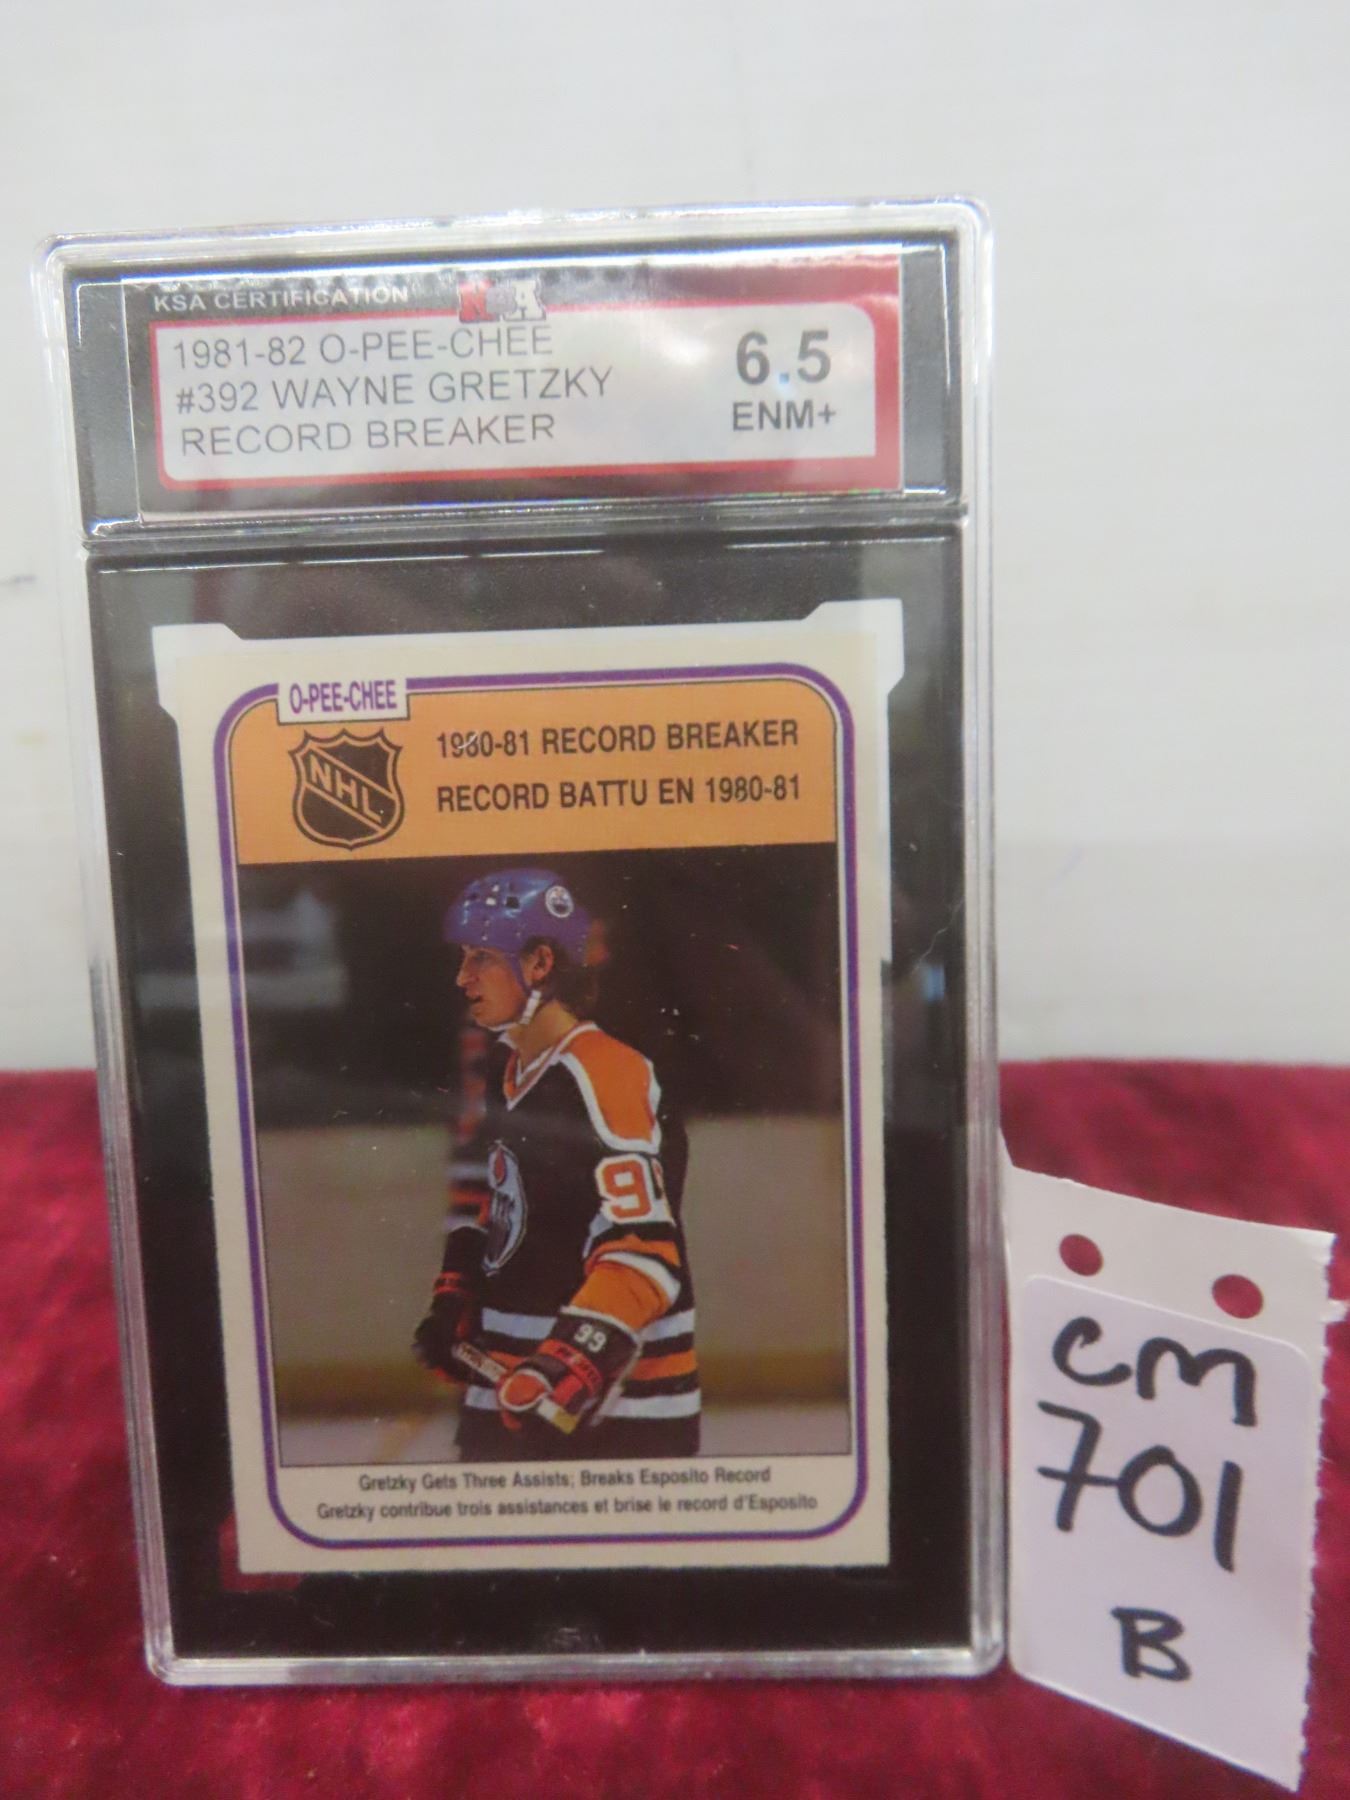 KSA CERTIFICATION
1981-82 O-PEE-CHEE
#392 WAYNE GRETZKY
RECORD BREAKER
6.5
ENM+
O-PEE-CHEE
NHL
1980-81 RECORD BREAKER
RECORD BATTU EN 1980-81
99
99
Gretzky Gets Three Assists; Breaks Esposito Record
Gretzky contribue trois assistances et brise le record d'Esposito
CM
701
B